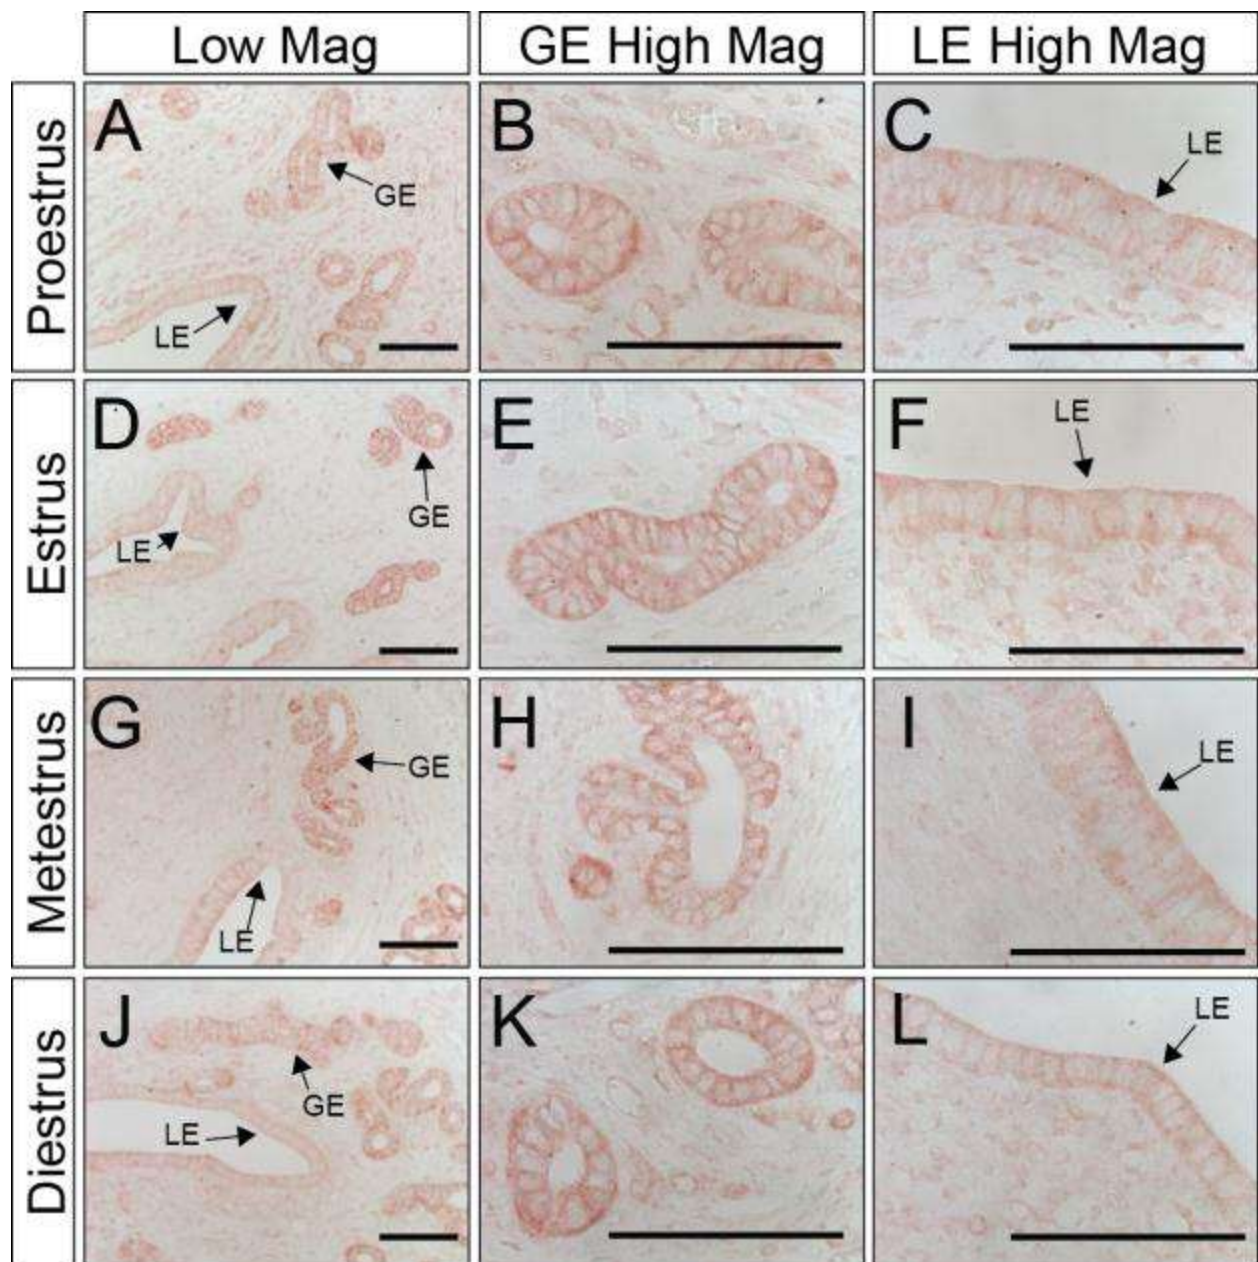 Low Mag
GE High Mag
LE High Mag
Proestrus
A
GE
LE
B
C
LE
Estrus
D
GE
LE
E
F
LE
Metestrus
G
GE
LE
H
I
LE
Diestrus
J
GE
LE
K
L
LE